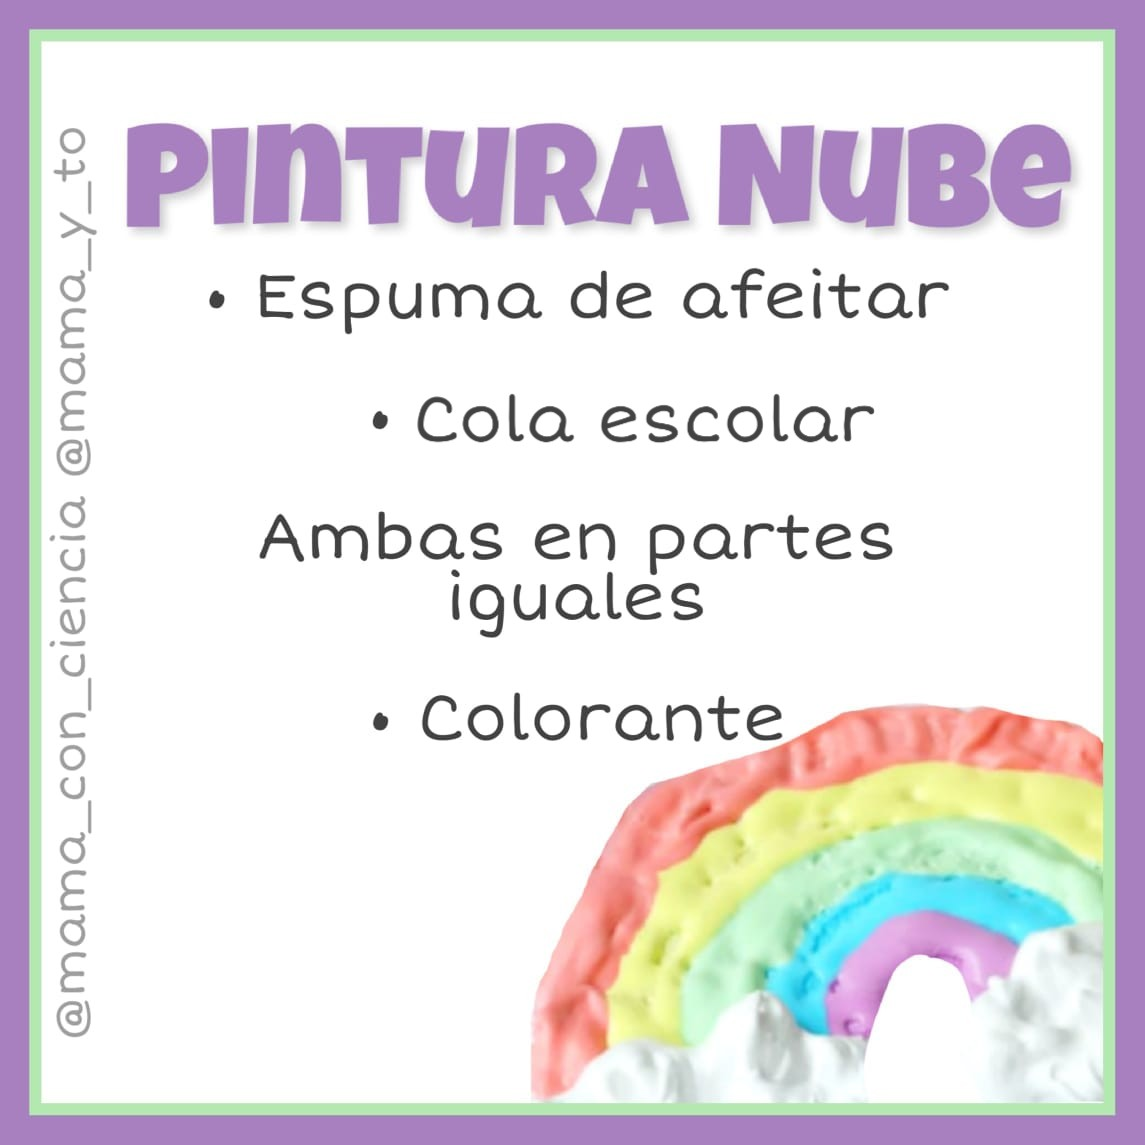 PINTURA NUBE
• Espuma de afeitar
• Cola escolar
Ambas en partes
iguales
• Colorante
@mama_con_ciencia @mama_y_to